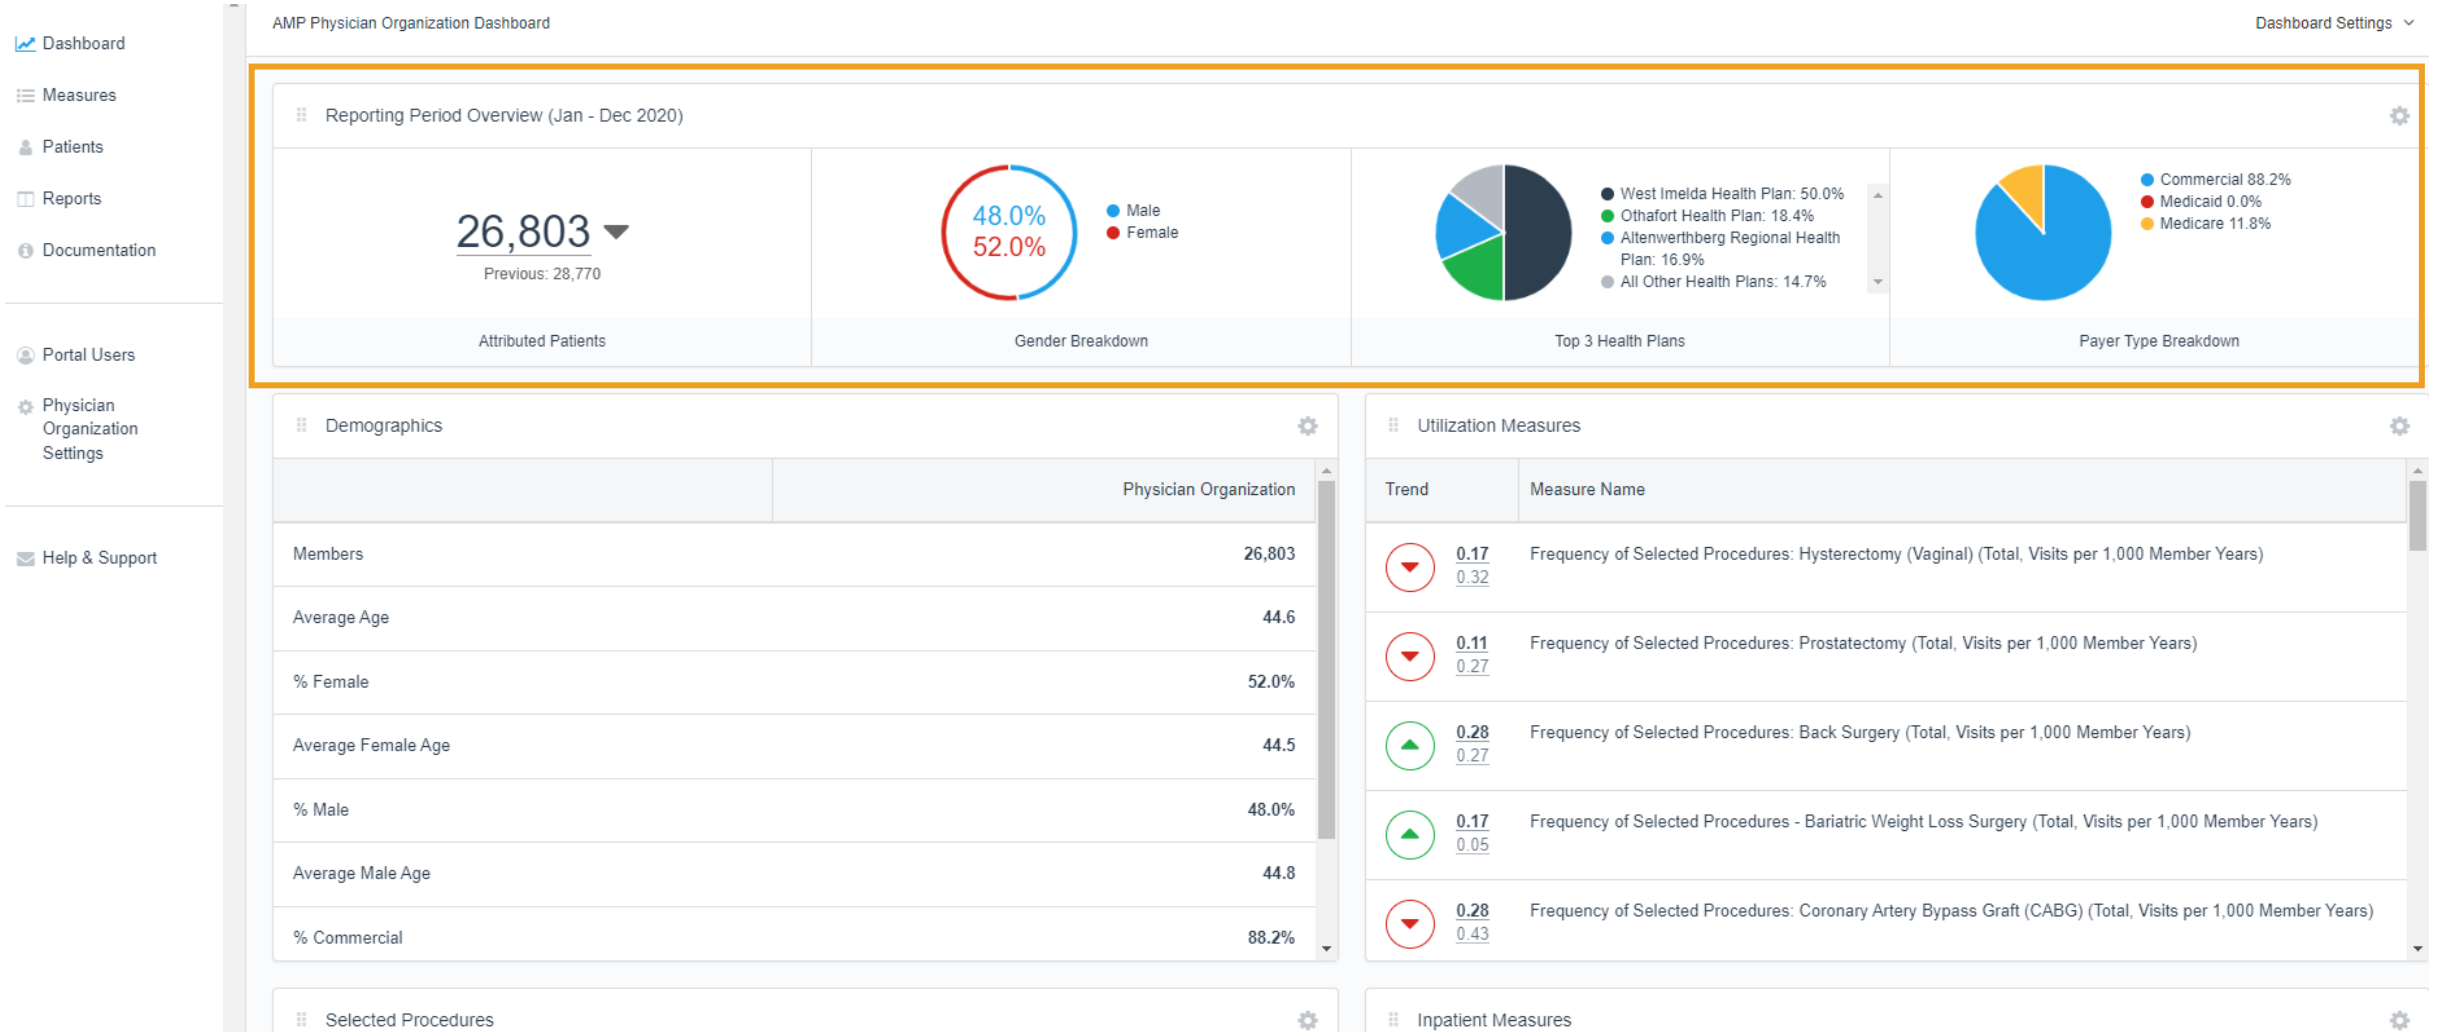 AMP Physician Organization Dashboard
Dashboard Settings
Dashboard
Measures
Patients
Reports
Documentation
Portal Users
Physician
Organization
Settings
Help & Support
Reporting Period Overview (Jan - Dec 2020)
26,803
Previous: 28,770
Attributed Patients
48.0%
52.0%
Male
Female
Gender Breakdown
West Imelda Health Plan: 50.0%
Othafort Health Plan: 18.4%
Altenwerthberg Regional Health
Plan: 16.9%
All Other Health Plans: 14.7%
Top 3 Health Plans
Commercial 88.2%
Medicaid 0.0%
Medicare 11.8%
Payer Type Breakdown
Demographics
Physician Organization
Members 26,803
Average Age 44.6
% Female 52.0%
Average Female Age 44.5
% Male 48.0%
Average Male Age 44.8
% Commercial 88.2%
Utilization Measures
Trend Measure Name
0.17 Frequency of Selected Procedures: Hysterectomy (Vaginal) (Total, Visits per 1,000 Member Years)
0.32
0.11 Frequency of Selected Procedures: Prostatectomy (Total, Visits per 1,000 Member Years)
0.27
0.28 Frequency of Selected Procedures: Back Surgery (Total, Visits per 1,000 Member Years)
0.27
0.17 Frequency of Selected Procedures - Bariatric Weight Loss Surgery (Total, Visits per 1,000 Member Years)
0.05
0.28 Frequency of Selected Procedures: Coronary Artery Bypass Graft (CABG) (Total, Visits per 1,000 Member Years)
0.43
Selected Procedures
Inpatient Measures